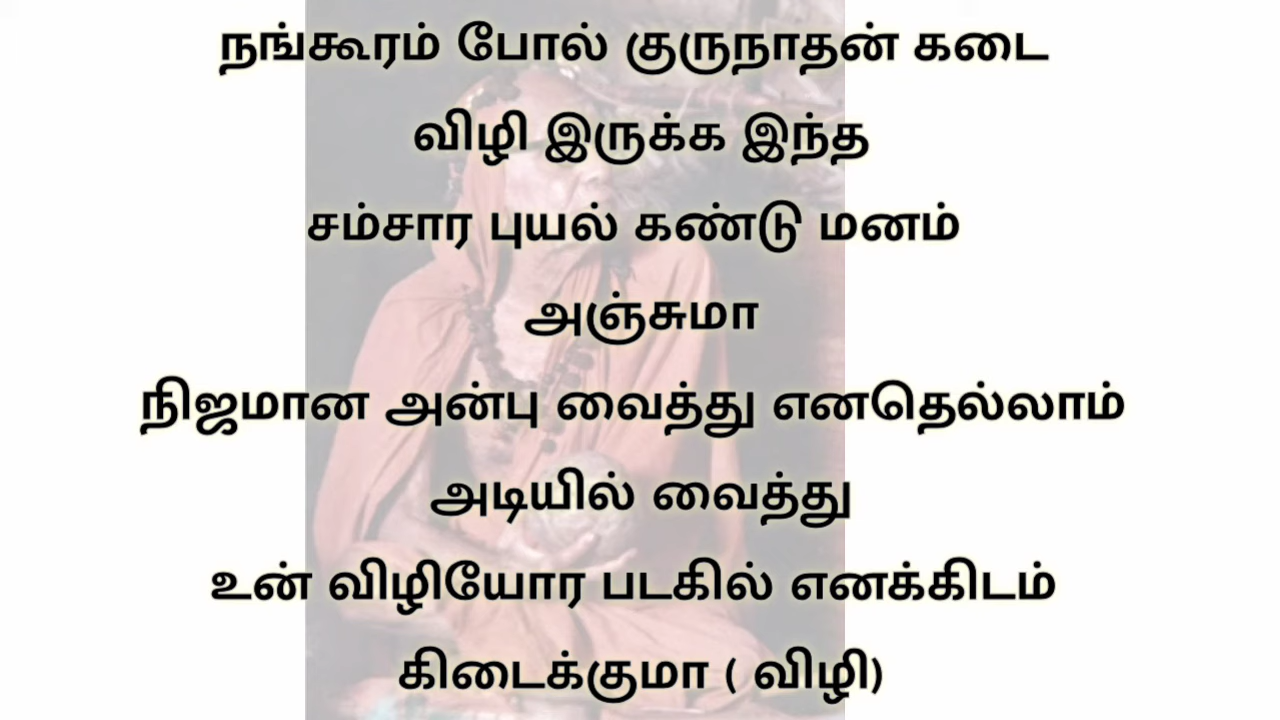 நங்கூரம் போல் குருநாதன் கடை
விழி இருக்க இந்த
சம்சார புயல் கண்டு மனம்
அஞ்சுமா
நிஜமான அன்பு வைத்து எனதெல்லாம்
அடியில் வைத்து
உன் விழியோர படகில் எனக்கிடம்
கிடைக்குமா ( விழி)